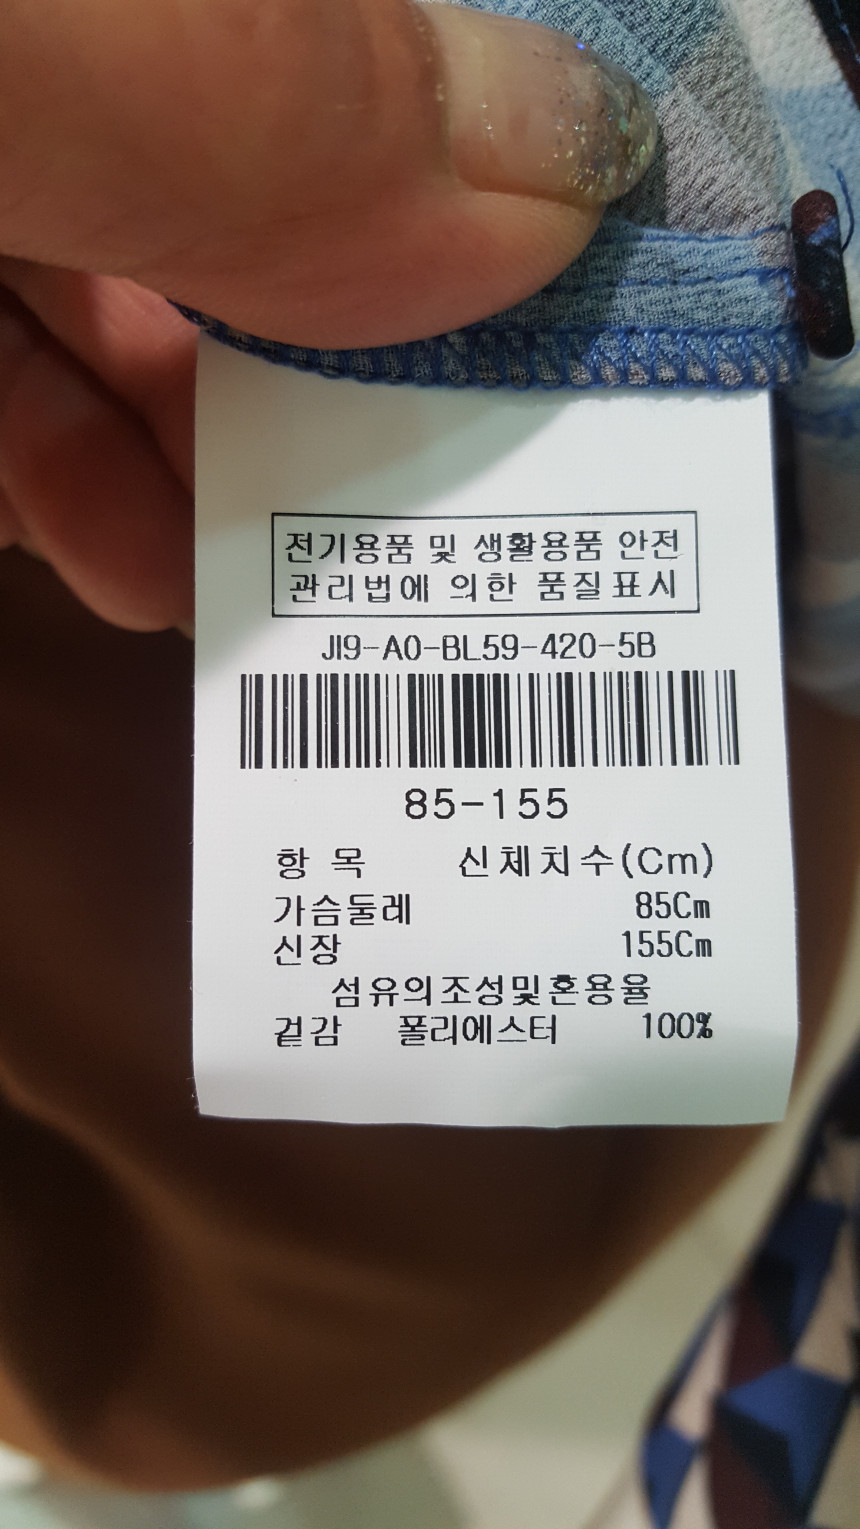 전기용품 및 생활용품 안전
관리법에 의한 품질표시
JI9-A0-BL59-420-5B
85-155
항 목 신체치수(Cm)
가슴둘레 85Cm
신장 155Cm
섬유의조성및혼용율
겉감 폴리에스터 100%